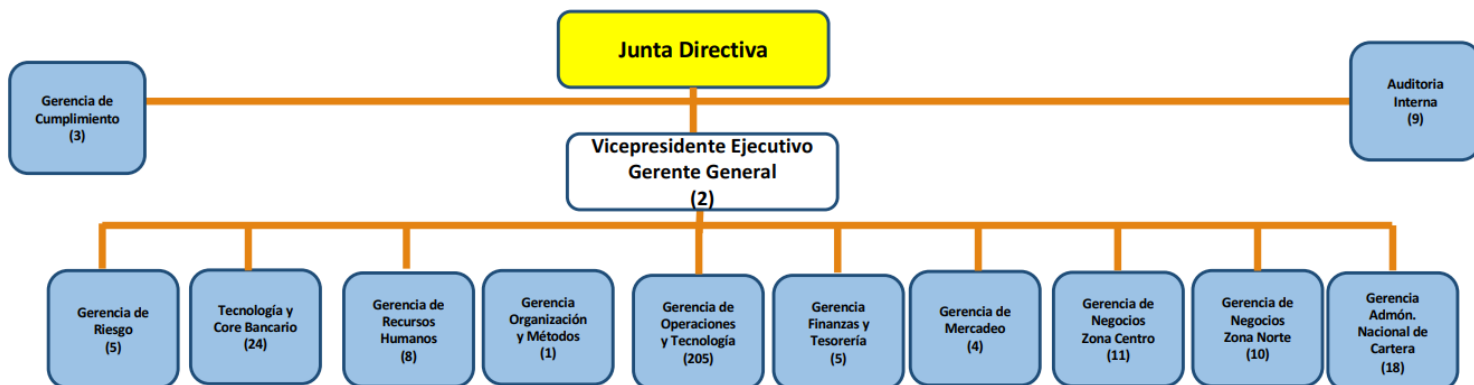 Junta Directiva
Gerencia de
Cumplimiento
(3)
Auditoria
Interna
(9)
Vicepresidente Ejecutivo
Gerente General
(2)
Gerencia de
Riesgo
(5)
Tecnología y
Core Bancario
(24)
Gerencia de
Recursos
Humanos
(8)
Gerencia
Organización
y Métodos
(1)
Gerencia de
Operaciones
y Tecnología
(205)
Gerencia
Finanzas y
Tesorería
(5)
Gerencia de
Mercadeo
(4)
Gerencia de
Negocios
Zona Centro
(11)
Gerencia de
Negocios
Zona Norte
(10)
Gerencia
Admón.
Nacional de
Cartera
(18)